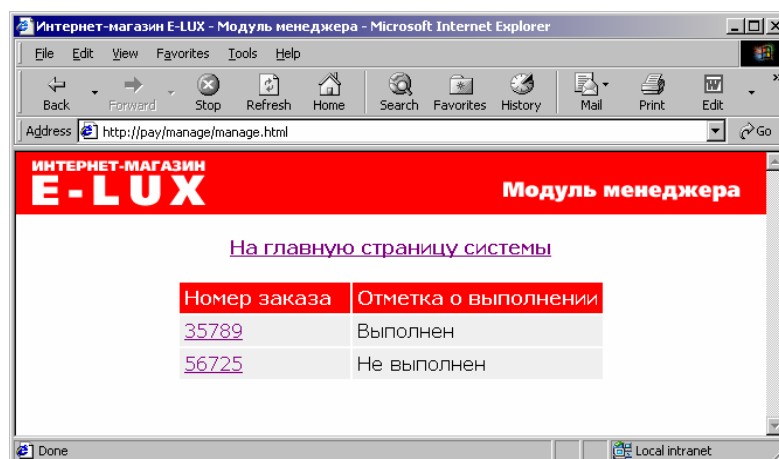 Интернет-магазин E-LUX - Модуль менеджера - Microsoft Internet Explorer
File Edit View Favorites Tools Help
Back Forward Stop Refresh Home Search Favorites History Mail Print Edit
Address http://pay/manage/manage.html Go
ИНТЕРНЕТ-МАГАЗИН
E-LUX
Модуль менеджера
На главную страницу системы
Номер заказа Отметка о выполнении
35789 Выполнен
56725 Не выполнен
Done Local intranet